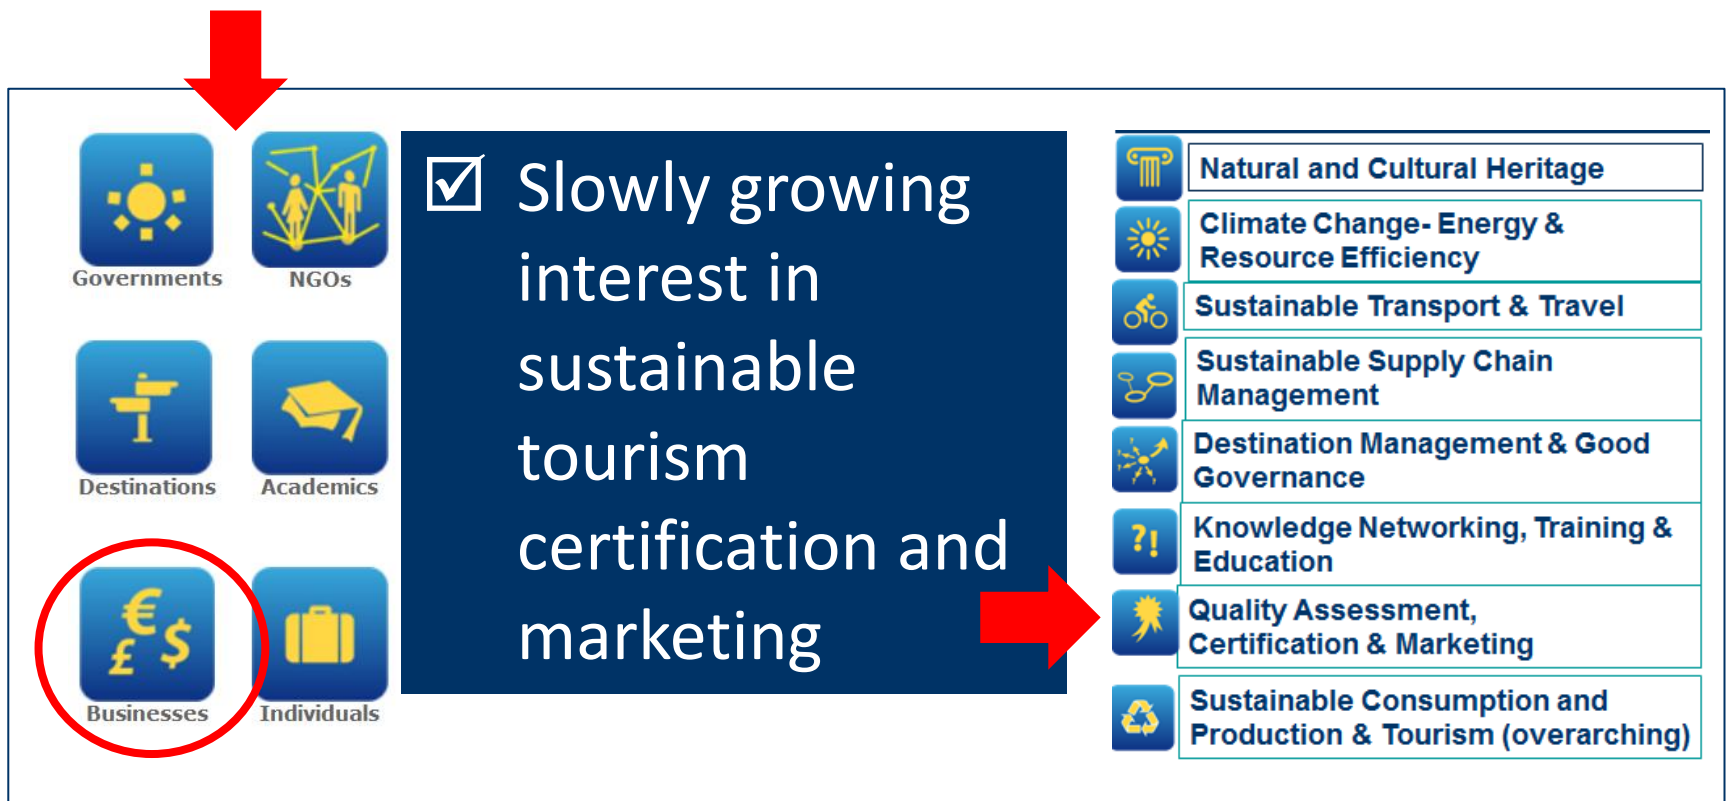 Governments
NGOs
Destinations
Academics
Businesses
Individuals
Slowly growing
interest in
sustainable
tourism
certification and
marketing
Natural and Cultural Heritage
Climate Change- Energy &
Resource Efficiency
Sustainable Transport & Travel
Sustainable Supply Chain
Management
Destination Management & Good
Governance
Knowledge Networking, Training &
Education
Quality Assessment,
Certification & Marketing
Sustainable Consumption and
Production & Tourism (overarching)